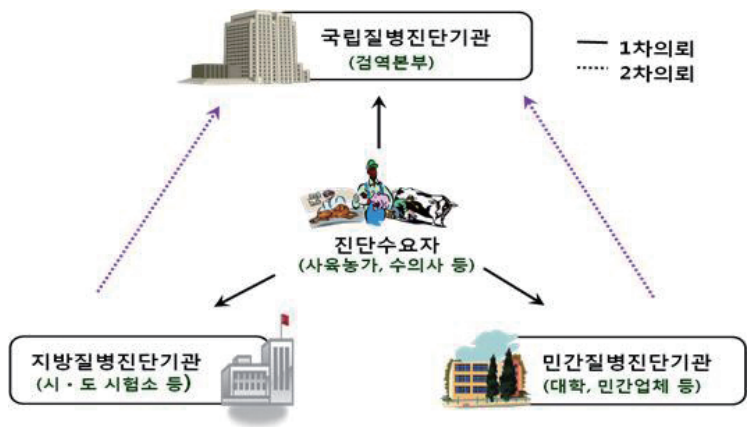 국립질병진단기관
(검역본부)
1차의뢰
2차의뢰
진단수요자
(사육농가, 수의사 등)
지방질병진단기관
(시·도 시험소 등)
민간질병진단기관
(대학, 민간업체 등)